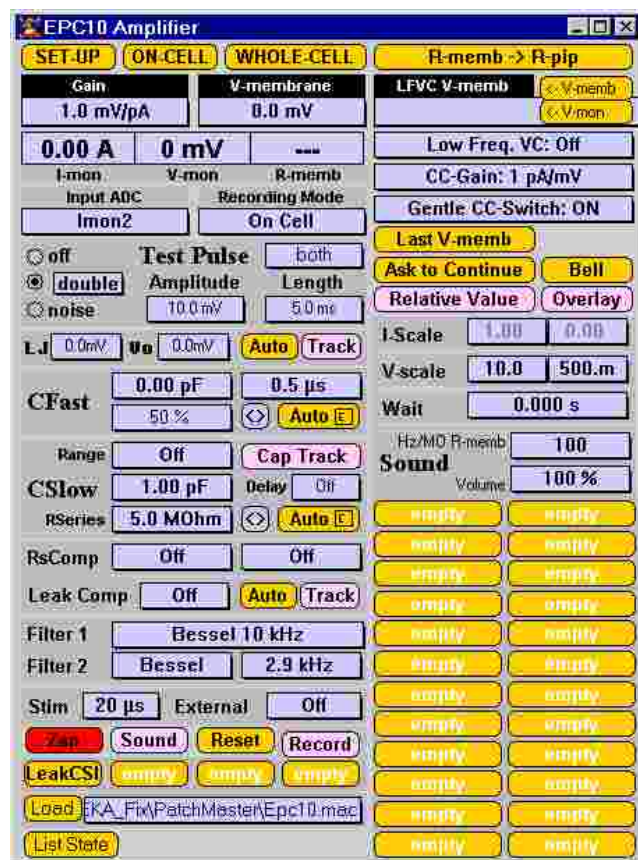 EPC10 Amplifier
SET-UP ON-CELL WHOLE-CELL R-memb -> R-pip
Gain V-membrane LFVC V-memb <- V-memb
1.0 mV/pA 0.0 mV <- V-mon
0.00 A 0 mV --- Low Freq. VC: Off
I-mon V-mon R-memb CC-Gain: 1 pA/mV
Input ADC Recording Mode
Imon2 On Cell Gentle CC-Switch: ON
Last V-memb
off Test Pulse both
double Amplitude Length Ask to Continue Bell
noise 10.0 mV 5.0 ms Relative Value Overlay
I-Scale 1.00 0.00
LJ 0.0mV Vo 0.0mV Auto Track
V-scale 10.0 500.m
CFast 0.00 pF 0.5 µs
50 % <> Auto E
Wait 0.000 s
Range Off Cap Track Hz/MO R-memb 100
Sound Volume 100 %
CSlow 1.00 pF Delay Off
RSeries 5.0 MOhm <> Auto E empty empty
empty empty
RsComp Off Off empty empty
Leak Comp Off Auto Track empty empty
empty empty
Filter 1 Bessel 10 kHz empty empty
Filter 2 Bessel 2.9 kHz empty empty
Stim 20 µs External Off empty empty
Zap Sound Reset Record empty empty
LeakCSl empty empty empty empty empty
Load EKA_Fix\PatchMaster\Epc10.mac empty empty
List State empty empty